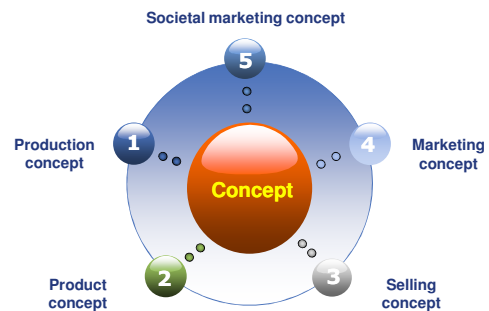 Societal marketing concept
5
1
Production
concept
4
Marketing
concept
Concept
2
Product
concept
3
Selling
concept